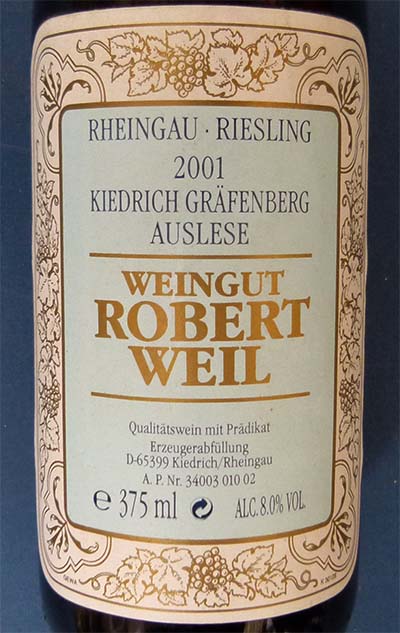 RHEINGAU · RIESLING
2001
KIEDRICH GRÄFENBERG
AUSLESE
WEINGUT
ROBERT
WEIL
Qualitätswein mit Prädikat
Erzeugerabfüllung
D-65399 Kiedrich/Rheingau
A. P. Nr. 34003 010 02
℮ 375 ml ALC. 8.0% VOL.